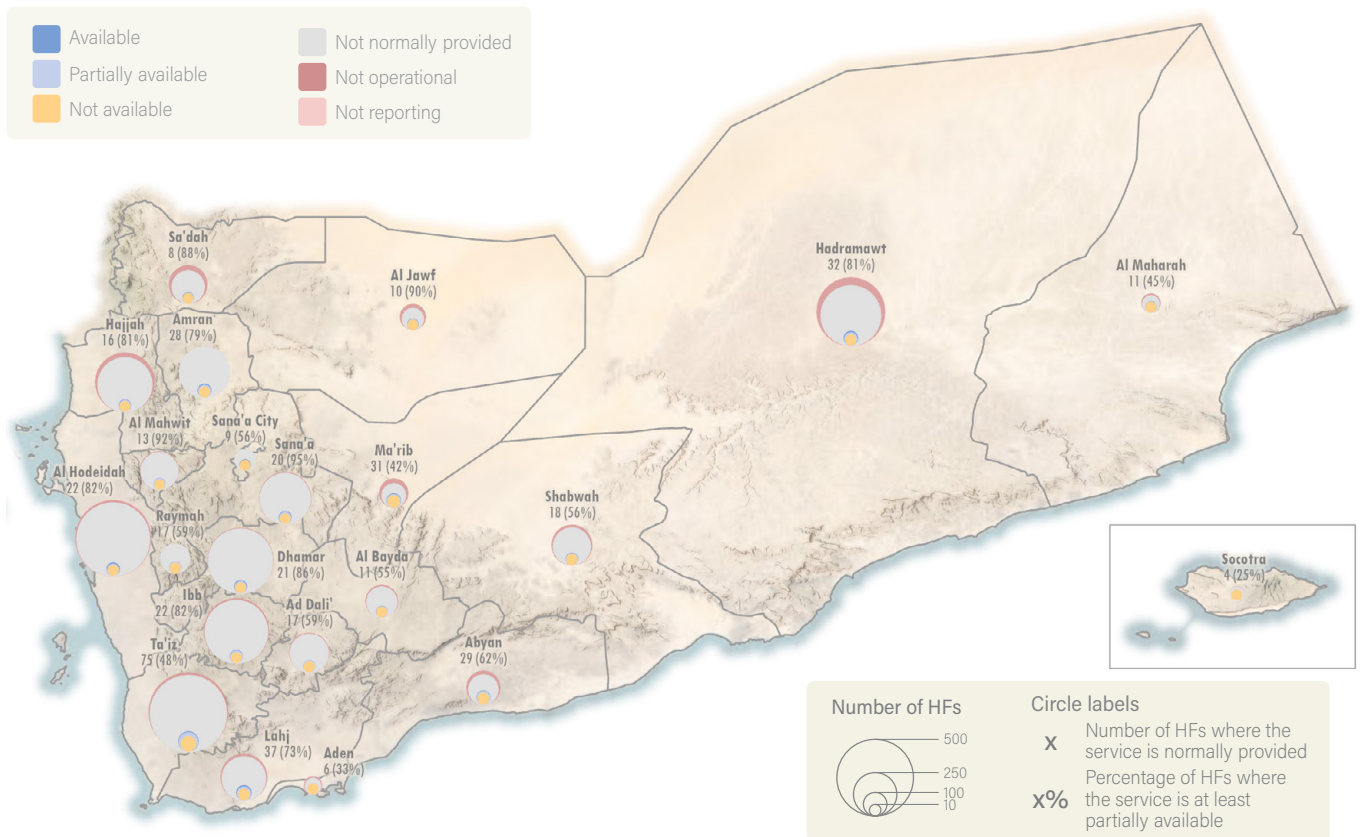 Available
Partially available
Not available
Not normally provided
Not operational
Not reporting
Sa'dah
8 (88%)
Al Jawf
10 (90%)
Hadramawt
32 (81%)
Al Maharah
11 (45%)
Hajjah
16 (81%)
Amran
28 (79%)
Al Mahwit
13 (92%)
Sana'a City
9 (56%)
Sana'a
20 (95%)
Ma'rib
31 (42%)
Al Hodeidah
22 (82%)
Shabwah
18 (56%)
Raymah
17 (59%)
Dhamar
21 (86%)
Al Bayda
11 (55%)
Socotra
4 (25%)
Ibb
22 (82%)
Ad Dali'
17 (59%)
Ta'iz
75 (48%)
Abyan
29 (62%)
Lahj
37 (73%)
Aden
6 (33%)
Number of HFs
500
250
100
10
Circle labels
x Number of HFs where the
service is normally provided
x% Percentage of HFs where
the service is at least
partially available